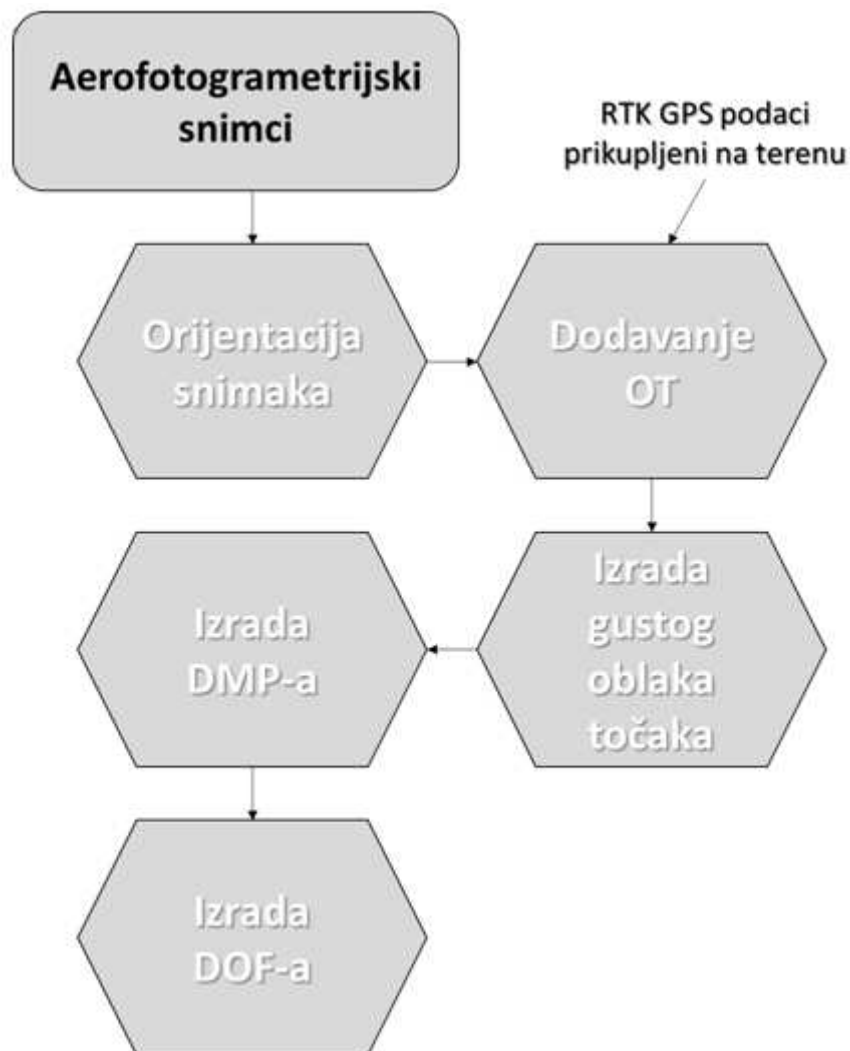 Aerofotogrametrijski
snimci
RTK GPS podaci
prikupljeni na terenu
Orijentacija
snimaka
Dodavanje
OT
Izrada
gustog
oblaka
točaka
Izrada
DMP-a
Izrada
DOF-a